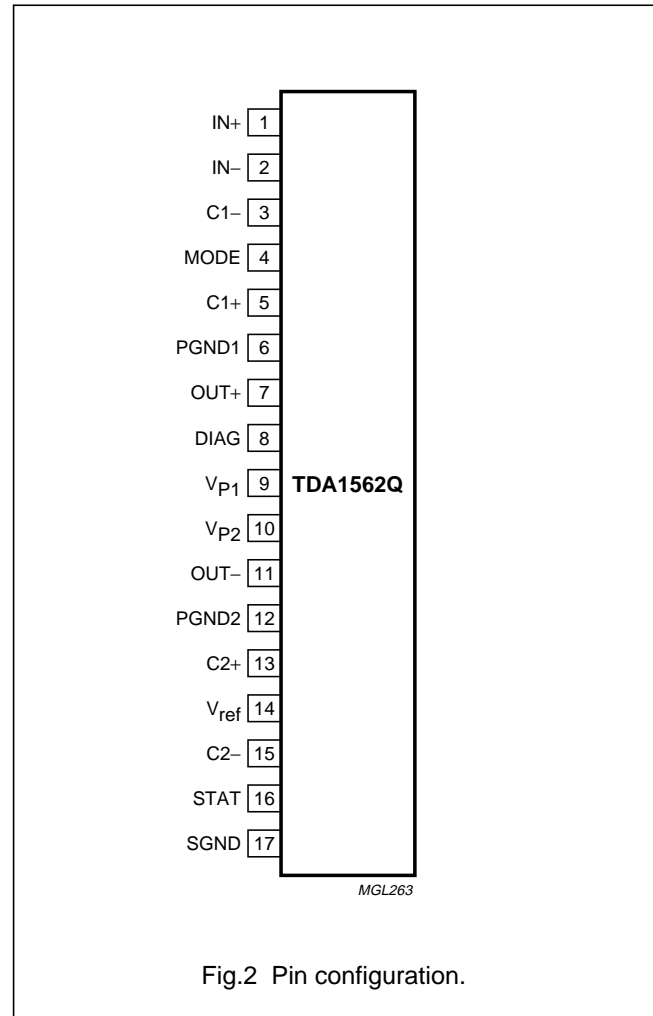 IN+ 1
IN− 2
C1− 3
MODE 4
C1+ 5
PGND1 6
OUT+ 7
DIAG 8
VP1 9 TDA1562Q
VP2 10
OUT− 11
PGND2 12
C2+ 13
Vref 14
C2− 15
STAT 16
SGND 17
MGL263
Fig.2 Pin configuration.